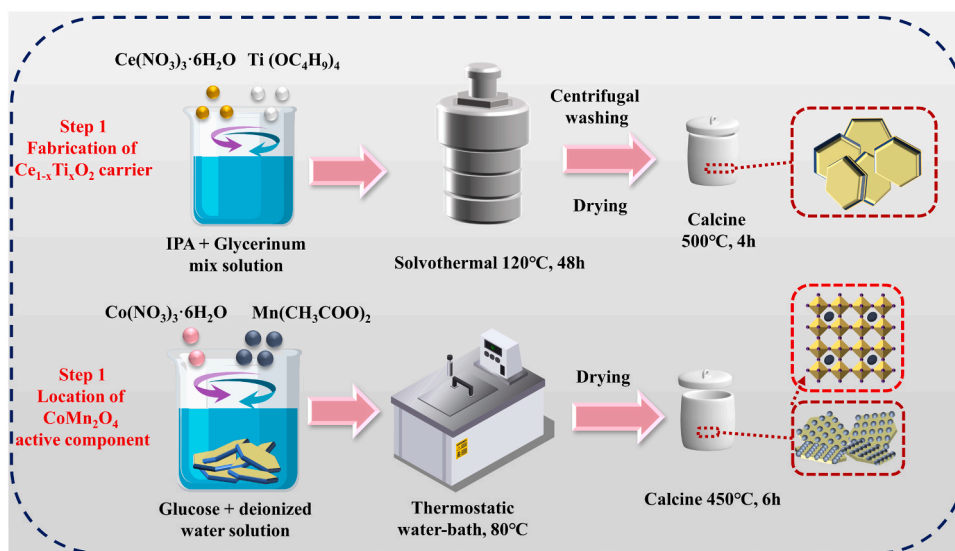 Ce(NO₃)₃·6H₂O Ti (OC₄H₉)₄
Step 1
Fabrication of
Ce₁₋ₓTiₓO₂ carrier
IPA + Glycerinum
mix solution
Solvothermal 120°C, 48h
Centrifugal
washing
Drying
Calcine
500°C, 4h
Co(NO₃)₃·6H₂O Mn(CH₃COO)₂
Step 1
Location of
CoMn₂O₄
active component
Glucose + deionized
water solution
Thermostatic
water-bath, 80°C
Drying
Calcine 450°C, 6h